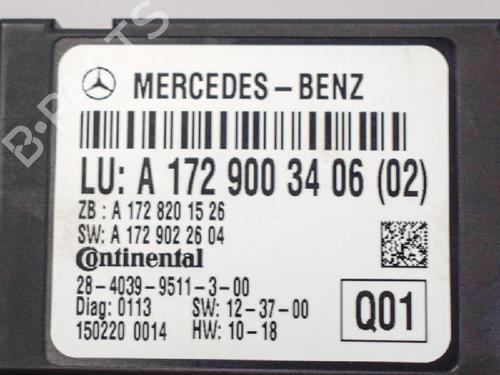 MERCEDES-BENZ
LU: A 172 900 34 06 (02)
ZB : A 172 820 15 26
SW: A 172 902 26 04
Continental
28-4039-9511-3-00
Diag: 0113 SW: 12-37-00
150220 0014 HW: 10-18
Q01
B-PARTS